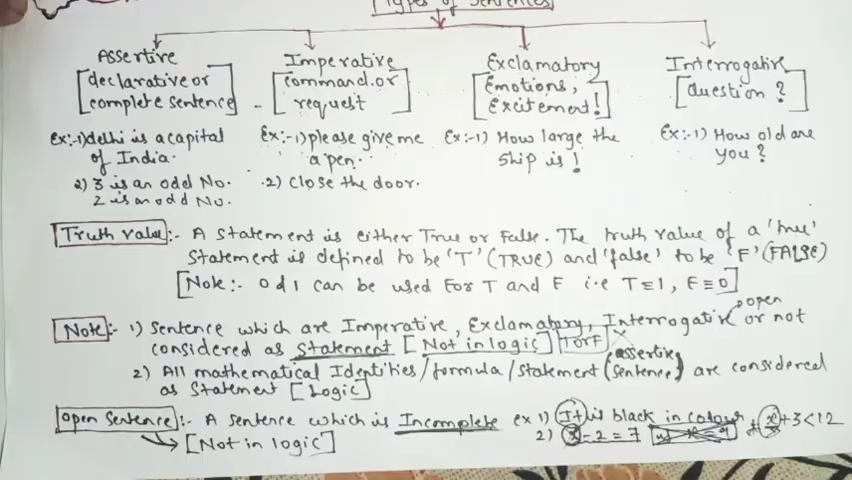 Types of Sentences
Assertive
[declarative or
complete sentence]
Ex:-1) delhi is a capital
of India.
2) 3 is an odd No.
2 is an odd No.
Imperative
[command or
request]
Ex:-1) please give me
a pen.
2) Close the door.
Exclamatory
[Emotions,
Excitement!]
Ex:-1) How large the
ship is!
Interrogative
[Question ?]
Ex:-1) How old are
you?
Truth value:- A Statement is either True or False. The truth value of a 'true'
Statement is defined to be 'T' (TRUE) and 'false' to be 'F' (FALSE)
[Note:- 0 d 1 can be used For T and F i.e T≡1, F≡0]
Note:- 1) Sentence which are Imperative, Exclamatory, Interrogative, open or not
considered as Statement [Not in logic] T or F
2) All mathematical Identities/formula/statement (assertive sentence) are considered
as Statement [Logic]
Open Sentence:- A sentence which is Incomplete ex 1) It is black in colour
2) x-2=7 * x+3<12
→ [Not in logic]